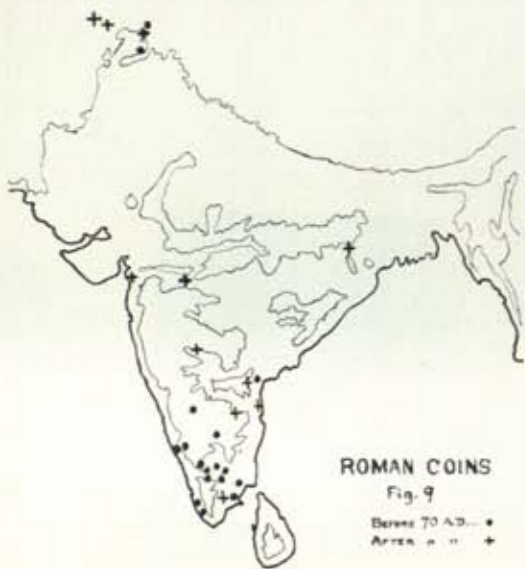 ROMAN COINS
Fig. 9
BEFORE 70 A.D. •
AFTER " " +